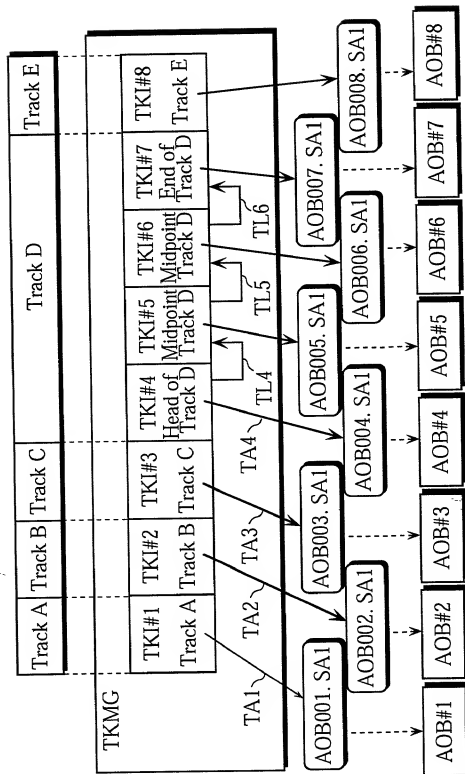 Track A
Track B
Track C
Track D
Track E
TKMG
TKI#1
Track A
TKI#2
Track B
TKI#3
Track C
TKI#4
Head of
Track D
TKI#5
Midpoint
Track D
TKI#6
Midpoint
Track D
TKI#7
End of
Track D
TKI#8
Track E
TL4
TL5
TL6
TA1
TA2
TA3
TA4
AOB001. SA1
AOB002. SA1
AOB003. SA1
AOB004. SA1
AOB005. SA1
AOB006. SA1
AOB007. SA1
AOB008. SA1
AOB#1
AOB#2
AOB#3
AOB#4
AOB#5
AOB#6
AOB#7
AOB#8